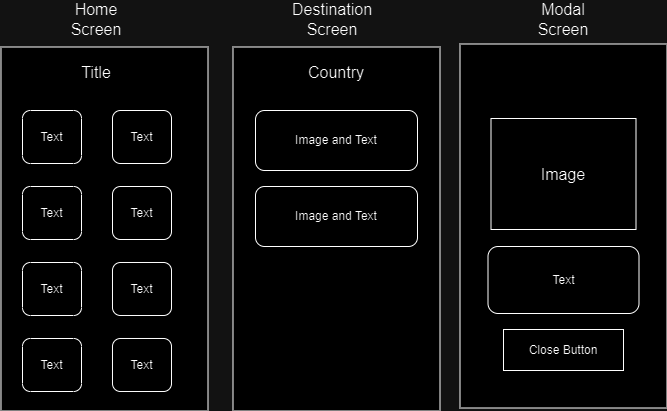 Home
Screen
Destination
Screen
Modal
Screen
Title
Text
Text
Text
Text
Text
Text
Text
Text
Country
Image and Text
Image and Text
Image
Text
Close Button